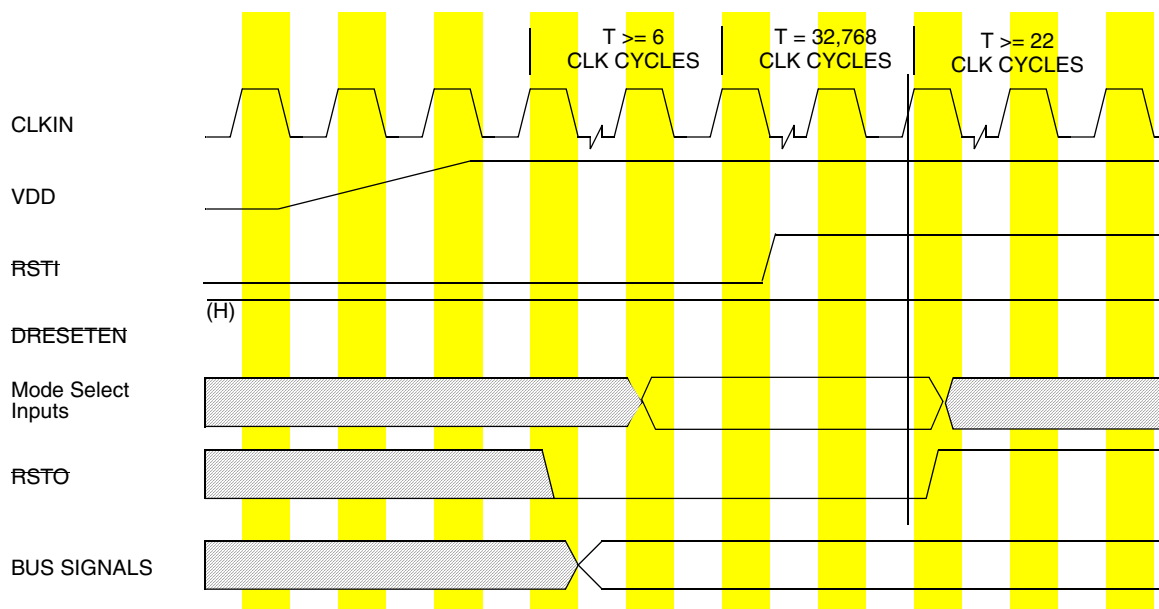 T >= 6
CLK CYCLES
T = 32,768
CLK CYCLES
T >= 22
CLK CYCLES
CLKIN
VDD
RSTI
(H)
DRESETEN
Mode Select
Inputs
RSTO
BUS SIGNALS